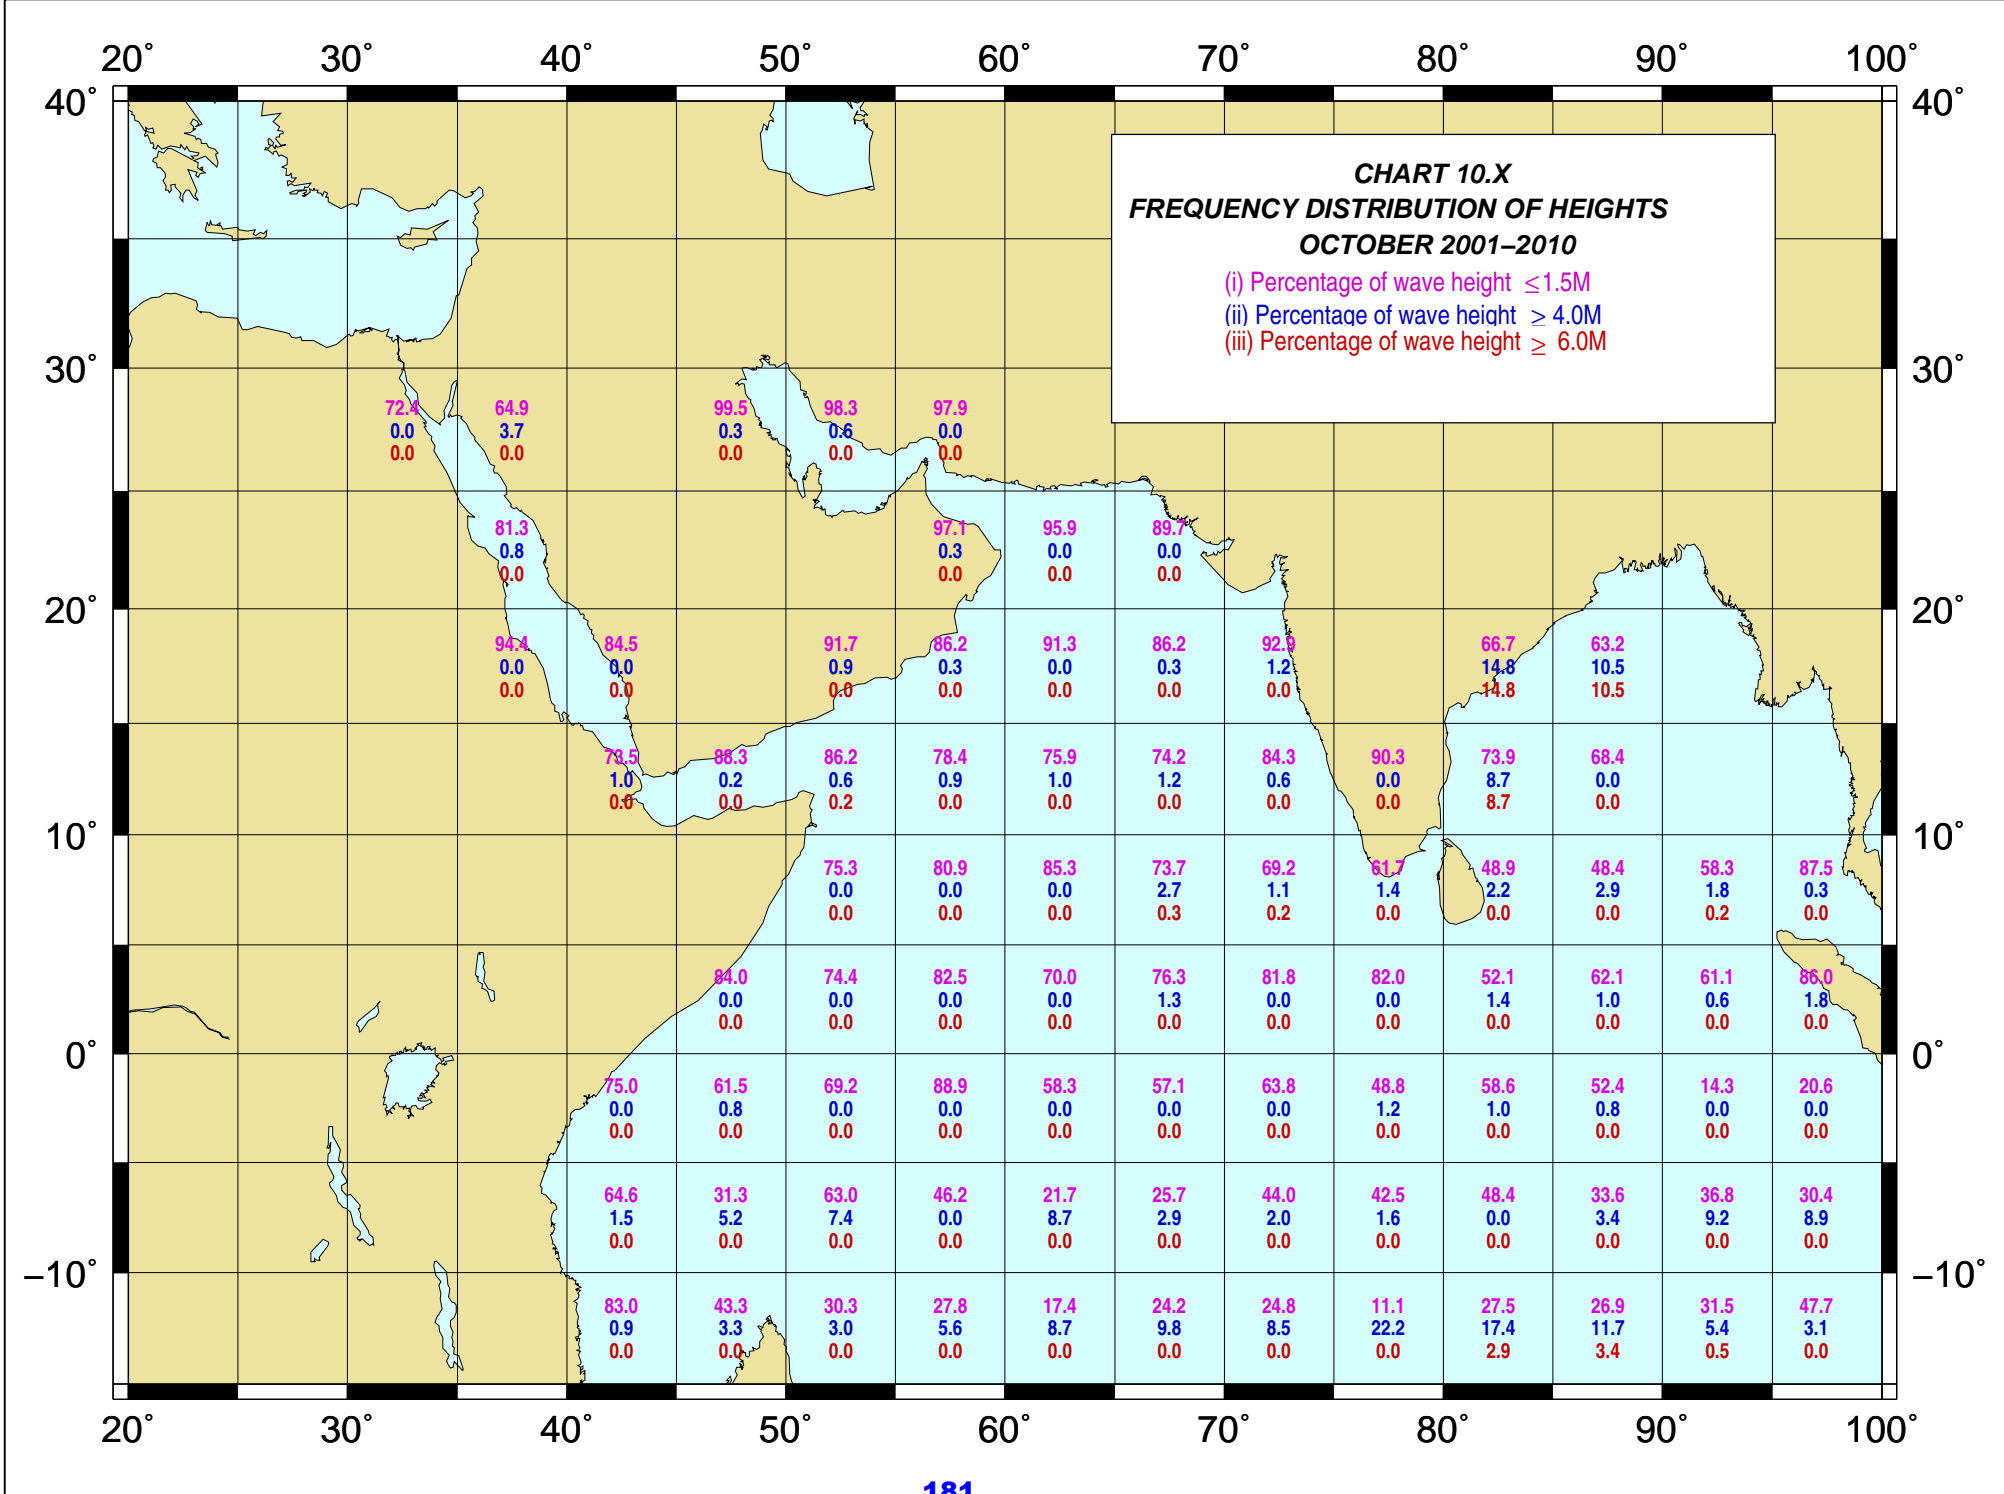 20° 30° 40° 50° 60° 70° 80° 90° 100°
40° 40°
CHART 10.X
FREQUENCY DISTRIBUTION OF HEIGHTS
OCTOBER 2001–2010
(i) Percentage of wave height ≤1.5M
(ii) Percentage of wave height ≥ 4.0M
(iii) Percentage of wave height ≥ 6.0M
30° 30°
72.4 64.9 99.5 98.3 97.9
0.0 3.7 0.3 0.6 0.0
0.0 0.0 0.0 0.0 0.0
81.3 97.1 95.9 89.7
0.8 0.3 0.0 0.0
0.0 0.0 0.0 0.0
20° 20°
94.4 84.5 91.7 86.2 91.3 86.2 92.9 66.7 63.2
0.0 0.0 0.9 0.3 0.0 0.3 1.2 14.8 10.5
0.0 0.0 0.0 0.0 0.0 0.0 0.0 14.8 10.5
73.5 88.3 86.2 78.4 75.9 74.2 84.3 90.3 73.9 68.4
1.0 0.2 0.6 0.9 1.0 1.2 0.6 0.0 8.7 0.0
0.0 0.0 0.2 0.0 0.0 0.0 0.0 0.0 8.7 0.0
10° 10°
75.3 80.9 85.3 73.7 69.2 61.7 48.9 48.4 58.3 87.5
0.0 0.0 0.0 2.7 1.1 1.4 2.2 2.9 1.8 0.3
0.0 0.0 0.0 0.3 0.2 0.0 0.0 0.0 0.2 0.0
84.0 74.4 82.5 70.0 76.3 81.8 82.0 52.1 62.1 61.1 86.0
0.0 0.0 0.0 0.0 1.3 0.0 0.0 1.4 1.0 0.6 1.8
0.0 0.0 0.0 0.0 0.0 0.0 0.0 0.0 0.0 0.0 0.0
0° 0°
75.0 61.5 69.2 88.9 58.3 57.1 63.8 48.8 58.6 52.4 14.3 20.6
0.0 0.8 0.0 0.0 0.0 0.0 0.0 1.2 1.0 0.8 0.0 0.0
0.0 0.0 0.0 0.0 0.0 0.0 0.0 0.0 0.0 0.0 0.0 0.0
64.6 31.3 63.0 46.2 21.7 25.7 44.0 42.5 48.4 33.6 36.8 30.4
1.5 5.2 7.4 0.0 8.7 2.9 2.0 1.6 0.0 3.4 9.2 8.9
0.0 0.0 0.0 0.0 0.0 0.0 0.0 0.0 0.0 0.0 0.0 0.0
–10° –10°
83.0 43.3 30.3 27.8 17.4 24.2 24.8 11.1 27.5 26.9 31.5 47.7
0.9 3.3 3.0 5.6 8.7 9.8 8.5 22.2 17.4 11.7 5.4 3.1
0.0 0.0 0.0 0.0 0.0 0.0 0.0 0.0 2.9 3.4 0.5 0.0
20° 30° 40° 50° 60° 70° 80° 90° 100°
181